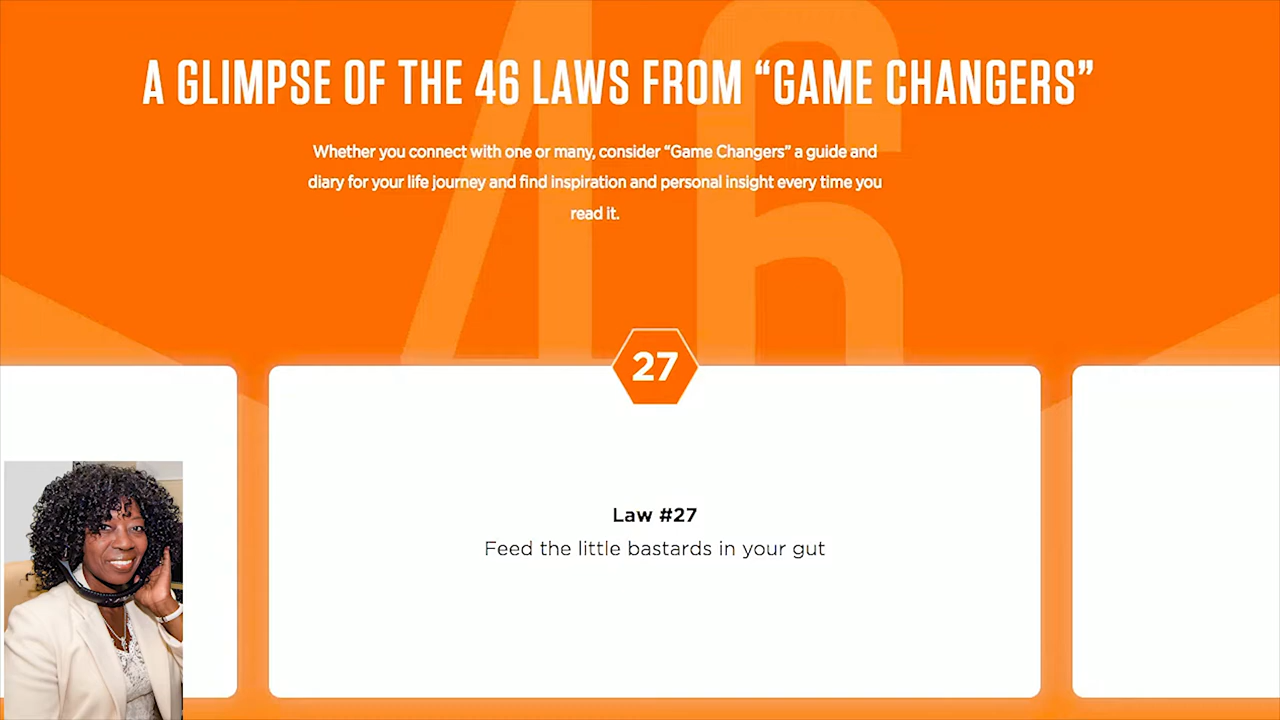 A GLIMPSE OF THE 46 LAWS FROM “GAME CHANGERS”
Whether you connect with one or many, consider “Game Changers” a guide and
diary for your life journey and find inspiration and personal insight every time you
read it.
46
27
Law #27
Feed the little bastards in your gut